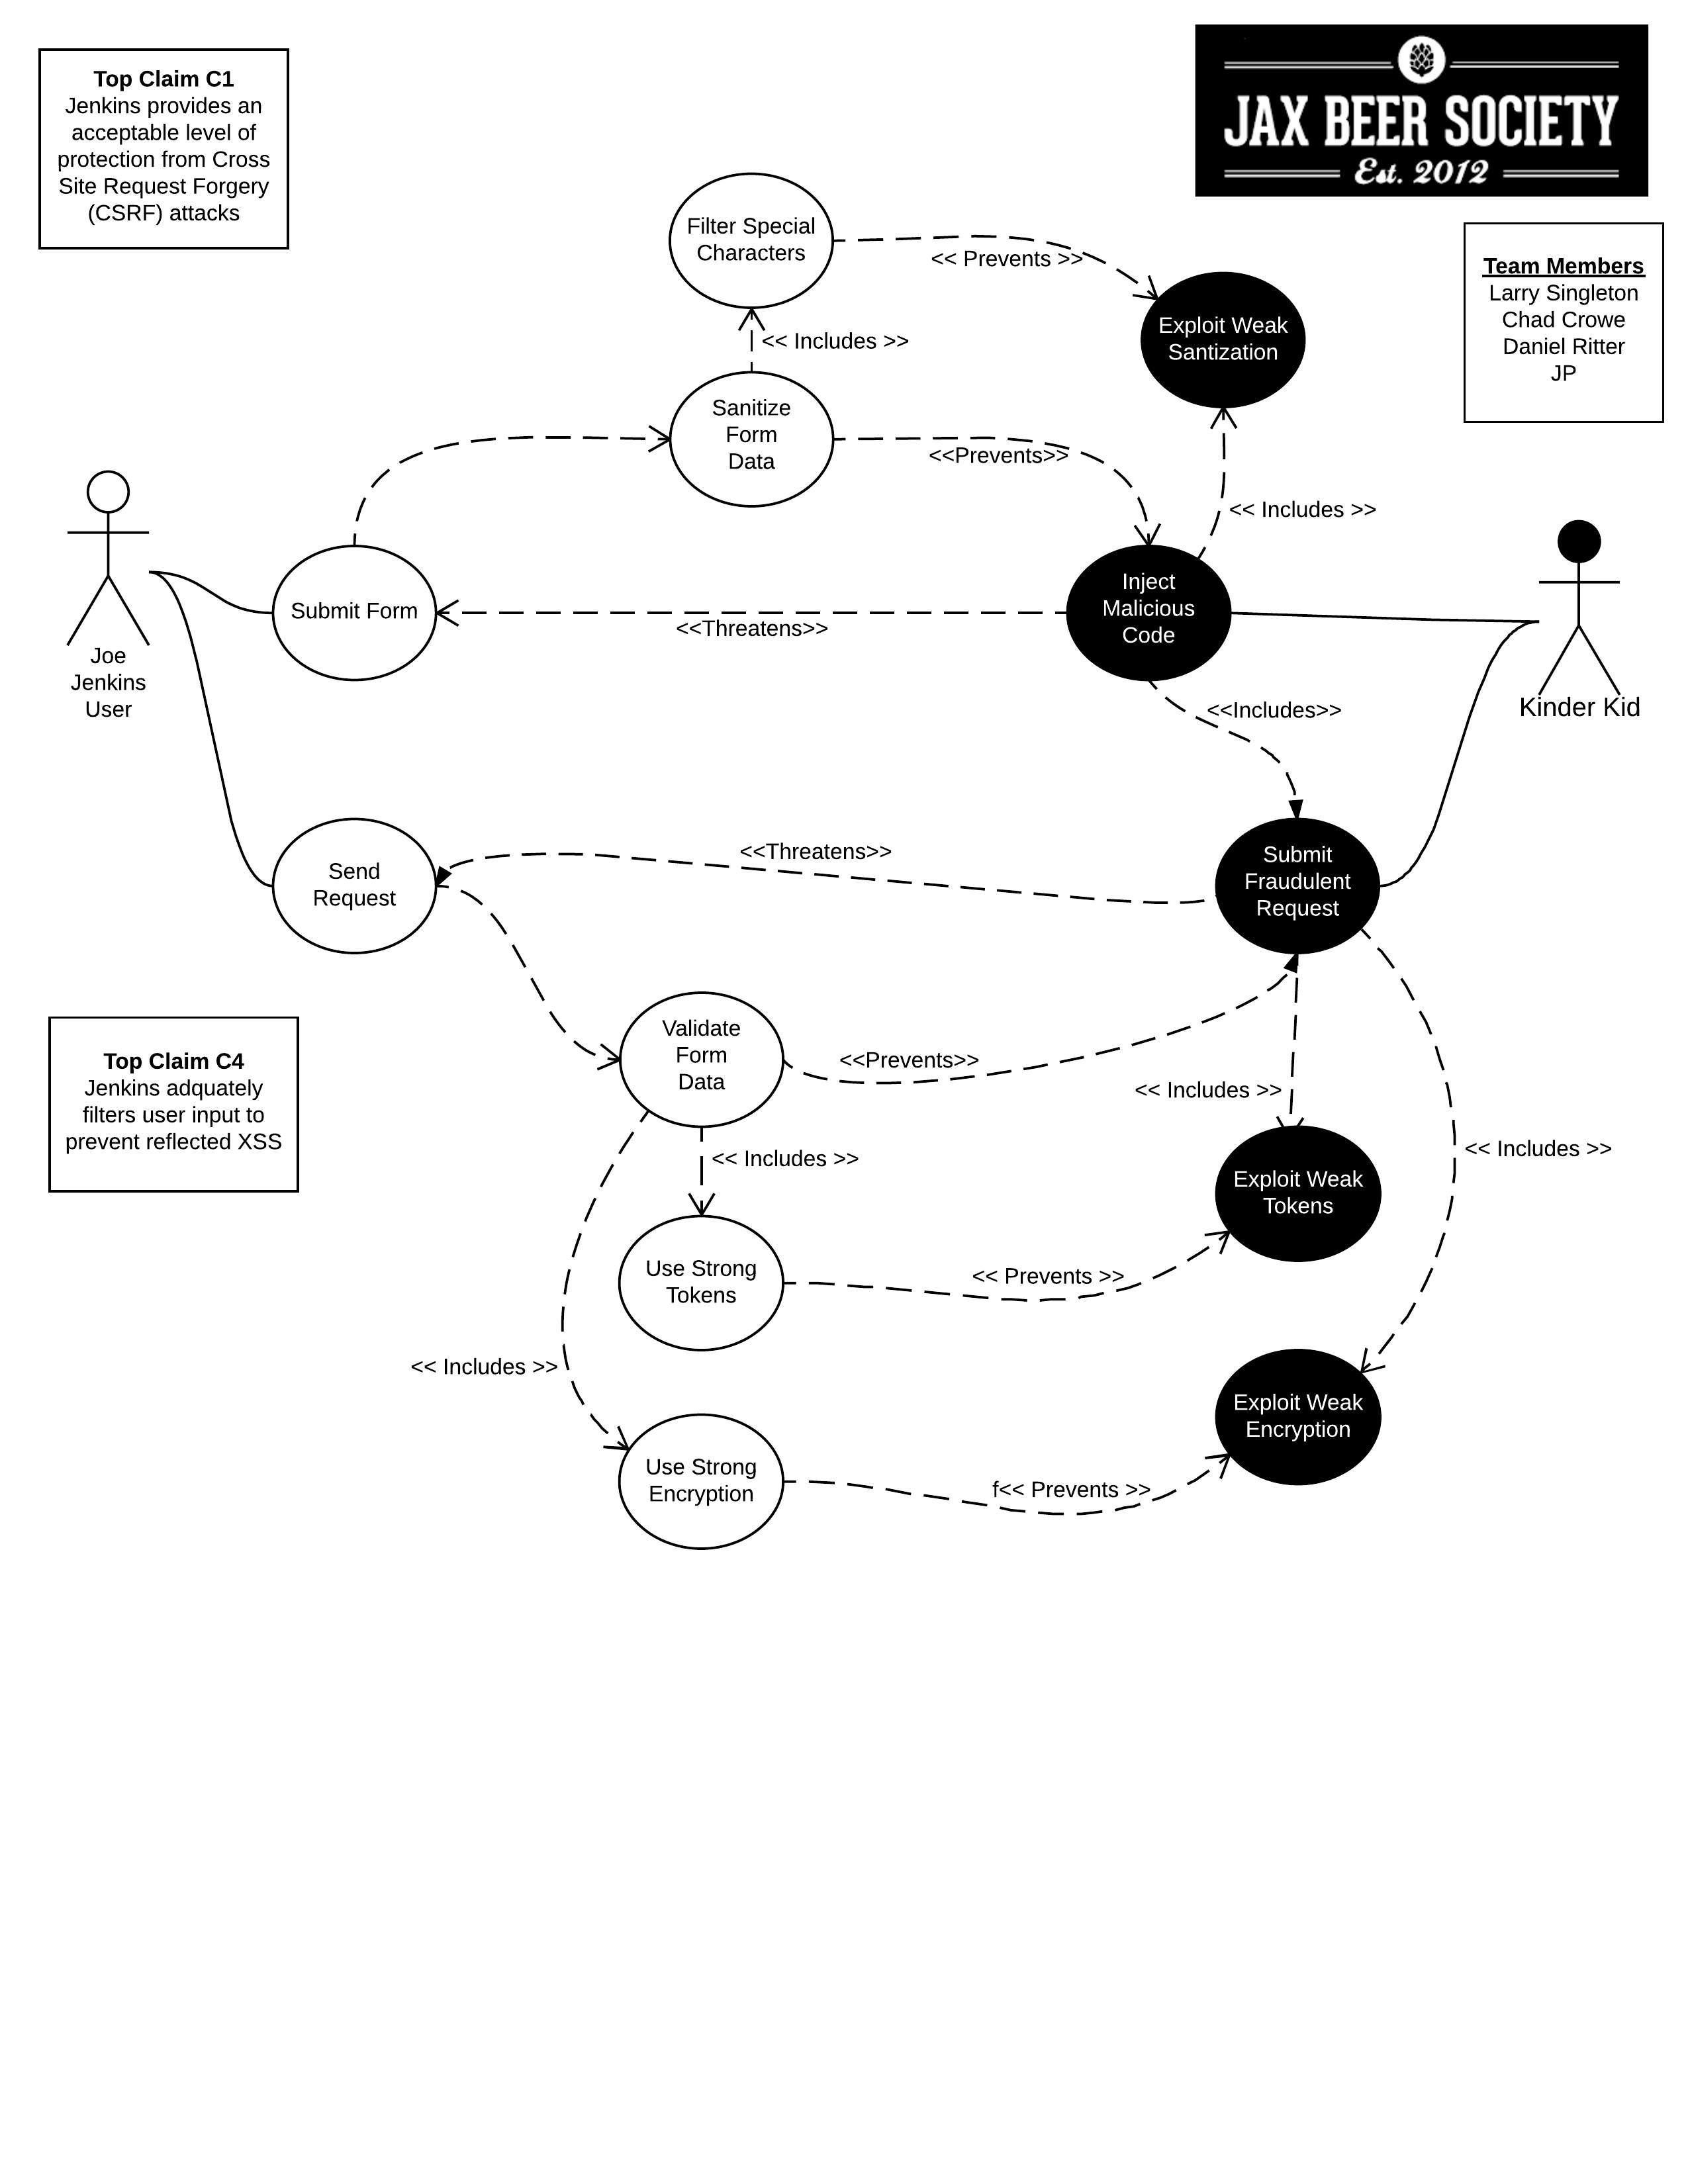 Top Claim C1
Jenkins provides an
acceptable level of
protection from Cross
Site Request Forgery
(CSRF) attacks
JAX BEER SOCIETY
Est. 2012
Team Members
Larry Singleton
Chad Crowe
Daniel Ritter
JP
Filter Special
Characters
<< Prevents >>
Exploit Weak
Santization
<< Includes >>
Sanitize
Form
Data
<<Prevents>>
<< Includes >>
Joe
Jenkins
User
Submit Form
<<Threatens>>
Inject
Malicious
Code
Kinder Kid
<<Includes>>
Send
Request
<<Threatens>>
Submit
Fraudulent
Request
Top Claim C4
Jenkins adquately
filters user input to
prevent reflected XSS
Validate
Form
Data
<<Prevents>>
<< Includes >>
<< Includes >>
<< Includes >>
Exploit Weak
Tokens
Use Strong
Tokens
<< Prevents >>
<< Includes >>
Exploit Weak
Encryption
Use Strong
Encryption
f<< Prevents >>